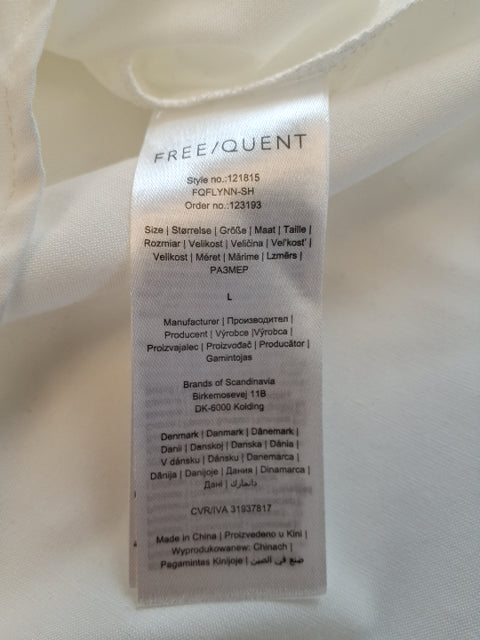 FREE/QUENT
Style no.:121815
FQFLYNN-SH
Order no.:123193
Size | Størrelse | Größe | Maat | Taille |
Rozmiar | Velikost | Veličina | Veľkosť |
Velikost | Méret | Mărime | Lzmērs |
РАЗМЕР
L
Manufacturer | Производител |
Producent | Výrobce |Výrobca |
Proizvajalec | Proizvođač | Producător |
Gamintojas
Brands of Scandinavia
Birkemosevej 11B
DK-6000 Kolding
Denmark | Danmark | Dänemark |
Danii | Danskoj | Danska | Dánia |
V dánsku | Dánsku | Danemarca |
Dānija | Danijoje | Дания | Dinamarca |
Дані | دانمارك
CVR/IVA 31937817
Made in China | Proizvedeno u Kini |
Wyprodukowanew: Chinach |
Pagamintas Kinijoje | صنع في الصين